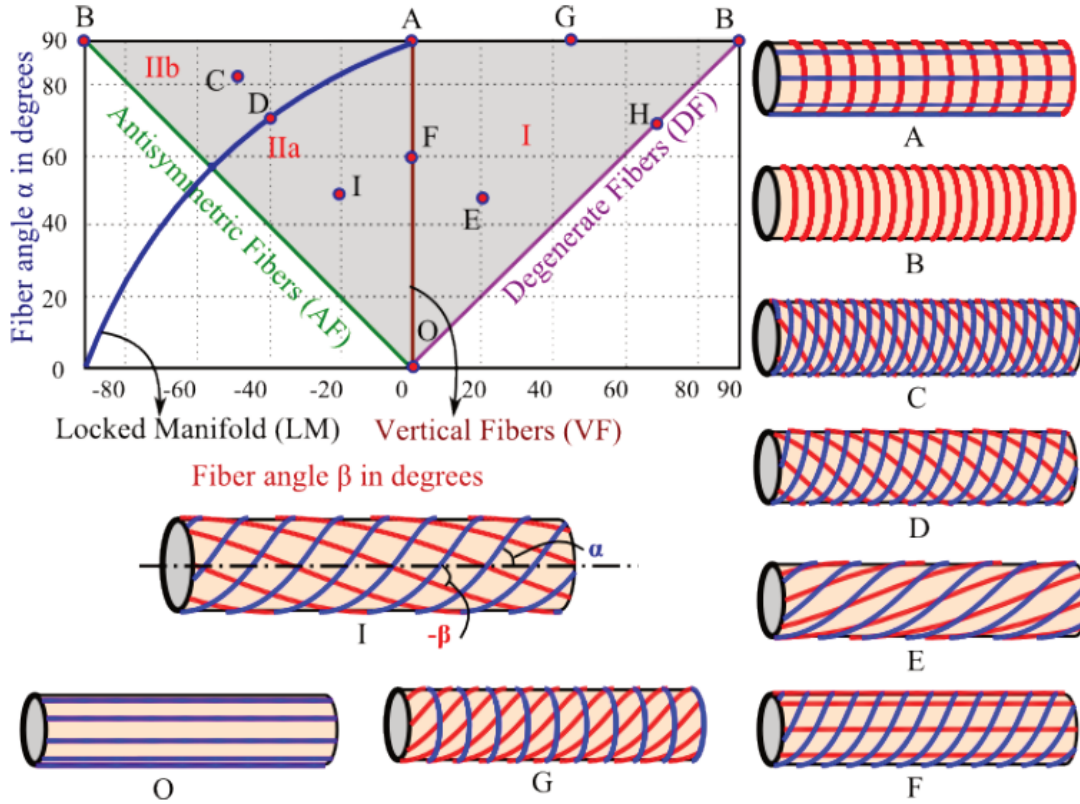 B
A
G
B
Fiber angle α in degrees
90
80
60
40
20
0
IIb
C
D
IIa
F
I
H
I
E
O
Antisymmetric Fibers (AF)
Degenerate Fibers (DF)
-80 -60 -40 -20 0 20 40 60 80 90
Locked Manifold (LM)
Vertical Fibers (VF)
Fiber angle β in degrees
α
-β
I
A
B
C
D
E
O
G
F